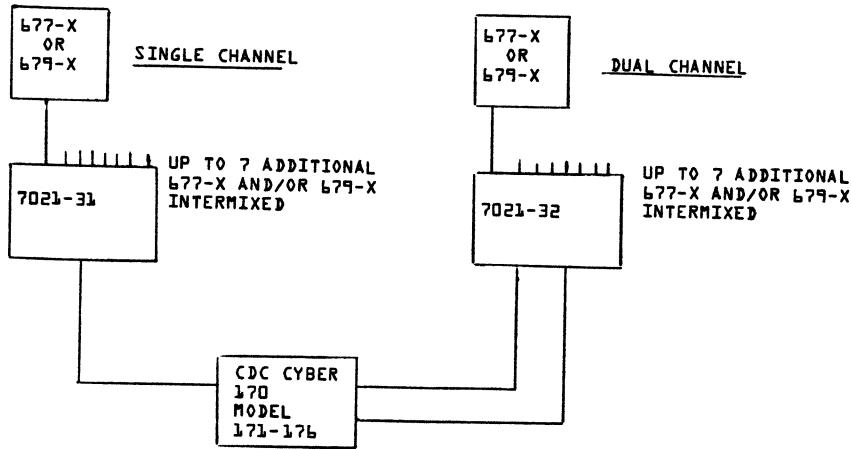 677-X
OR
679-X
SINGLE CHANNEL
677-X
OR
679-X
DUAL CHANNEL
UP TO 7 ADDITIONAL
677-X AND/OR 679-X
INTERMIXED
7021-31
UP TO 7 ADDITIONAL
677-X AND/OR 679-X
INTERMIXED
7021-32
CDC CYBER
170
MODEL
171-176